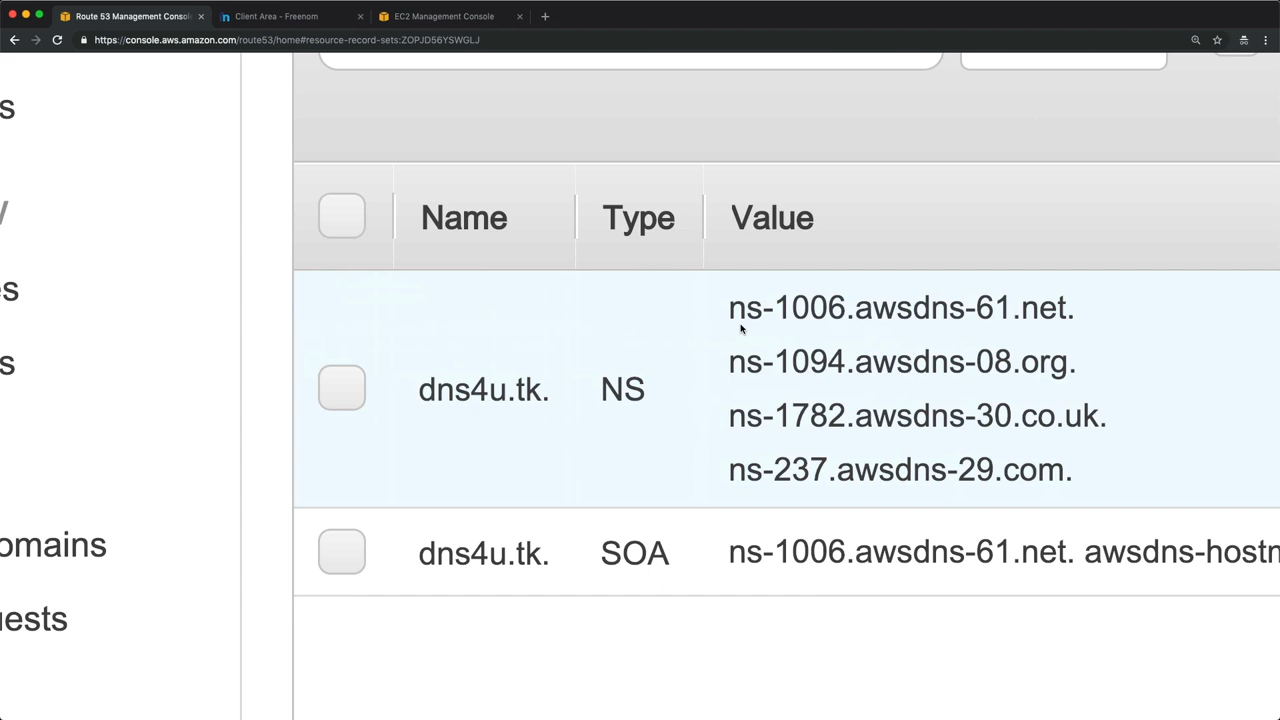 Route 53 Management Consol
Client Area - Freenom
EC2 Management Console
https://console.aws.amazon.com/route53/home#resource-record-sets:ZOPJD56YSWGLJ
s
/
es
s
omains
uests
Name Type Value
dns4u.tk. NS
ns-1006.awsdns-61.net.
ns-1094.awsdns-08.org.
ns-1782.awsdns-30.co.uk.
ns-237.awsdns-29.com.
dns4u.tk. SOA ns-1006.awsdns-61.net. awsdns-hostn